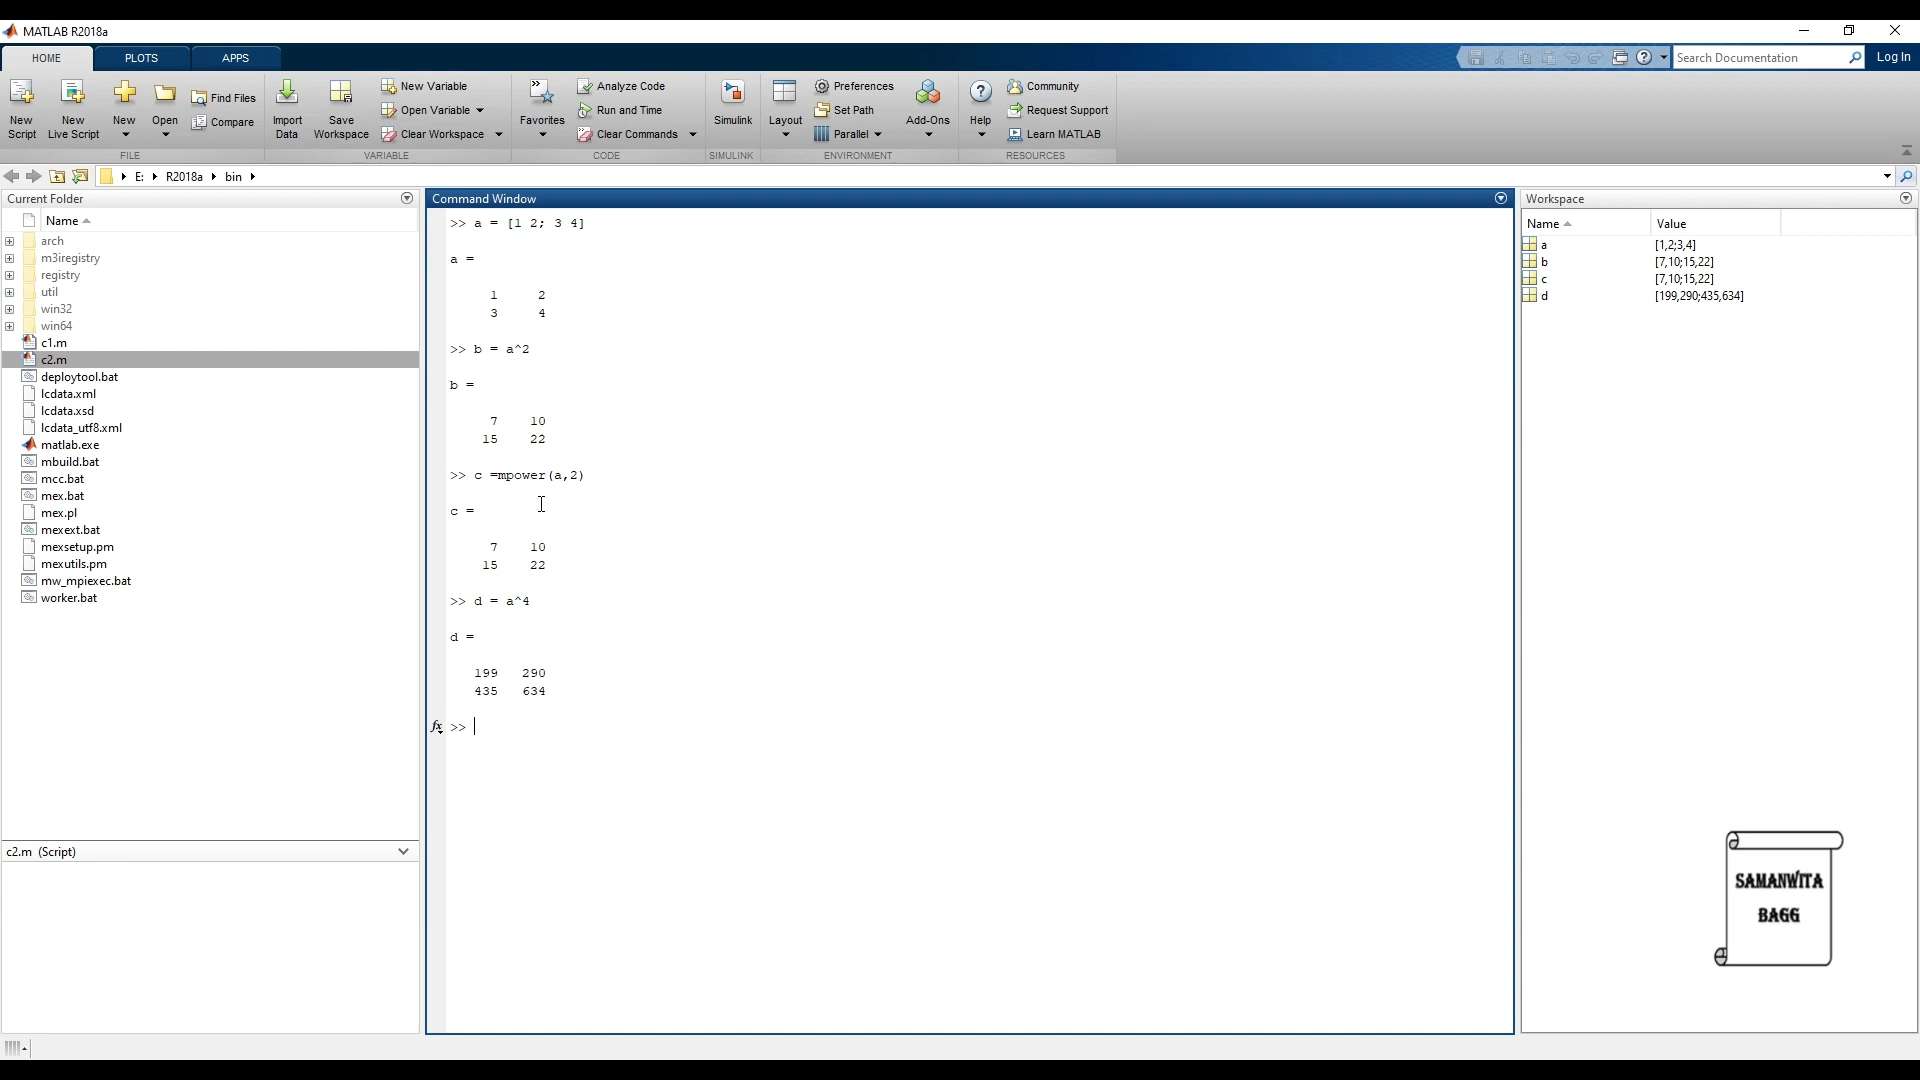 MATLAB R2018a
HOME PLOTS APPS
Search Documentation Log In
New Script
New Live Script
New
Open
Find Files
Compare
FILE
Import Data
Save Workspace
New Variable
Open Variable
Clear Workspace
VARIABLE
Favorites
Analyze Code
Run and Time
Clear Commands
CODE
Simulink
SIMULINK
Layout
Preferences
Set Path
Parallel
Add-Ons
ENVIRONMENT
Help
Community
Request Support
Learn MATLAB
RESOURCES
E: R2018a bin
Current Folder
Name
arch
m3iregistry
registry
util
win32
win64
c1.m
c2.m
deploytool.bat
lcdata.xml
lcdata.xsd
lcdata_utf8.xml
matlab.exe
mbuild.bat
mcc.bat
mex.bat
mex.pl
mexext.bat
mexsetup.pm
mexutils.pm
mw_mpiexec.bat
worker.bat
c2.m (Script)
Command Window
>> a = [1 2; 3 4]
a =
1 2
3 4
>> b = a^2
b =
7 10
15 22
>> c =mpower(a,2)
c =
7 10
15 22
>> d = a^4
d =
199 290
435 634
fx >>
Workspace
Name Value
a [1,2;3,4]
b [7,10;15,22]
c [7,10;15,22]
d [199,290;435,634]
SAMANWITA
BAGG